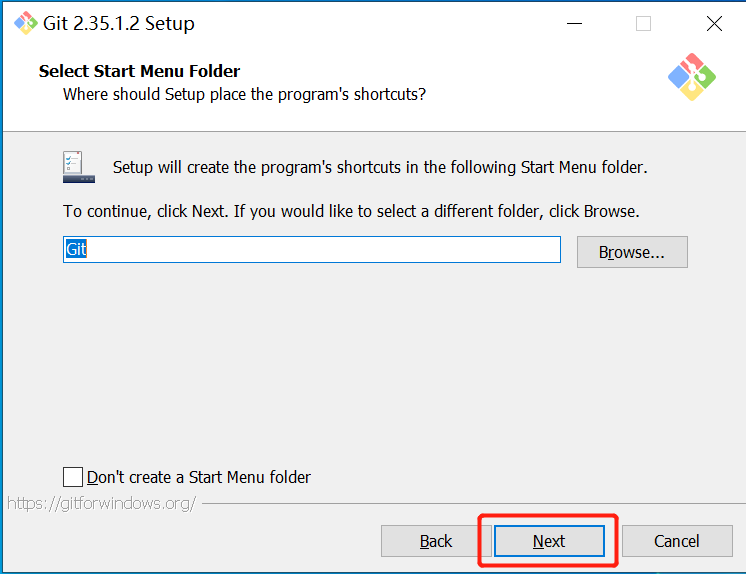 Git 2.35.1.2 Setup
Select Start Menu Folder
Where should Setup place the program's shortcuts?
Setup will create the program's shortcuts in the following Start Menu folder.
To continue, click Next. If you would like to select a different folder, click Browse.
Git
Browse...
Don't create a Start Menu folder
https://gitforwindows.org/
Back
Next
Cancel